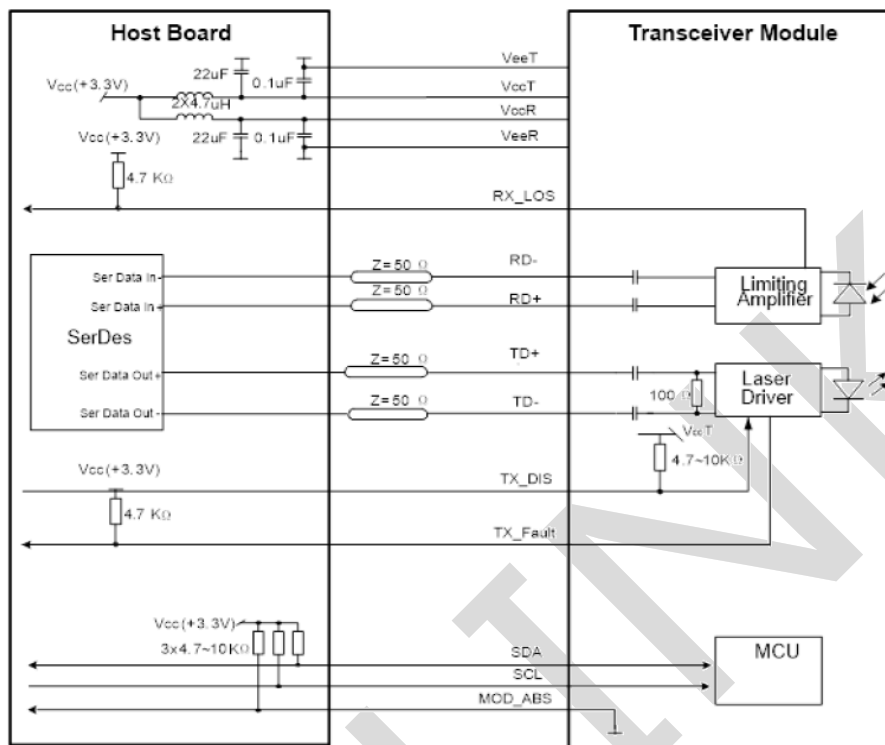 Host Board
Transceiver Module
VeeT
22uF
0.1uF
Vcc(+3.3V)
VccT
2X4.7uH
VccR
Vcc(+3.3V)
22uF
0.1uF
VeeR
4.7 KΩ
RX_LOS
Z=50 Ω
RD-
Ser Data In-
Limiting
Amplifier
Z=50 Ω
RD+
Ser Data In+
SerDes
Z=50 Ω
TD+
Ser Data Out+
Laser
Driver
100 Ω
Z=50 Ω
TD-
Ser Data Out-
VccT
4.7~10KΩ
Vcc(+3.3V)
TX_DIS
4.7 KΩ
TX_Fault
Vcc(+3.3V)
3x4.7~10KΩ
SDA
MCU
SCL
MOD_ABS